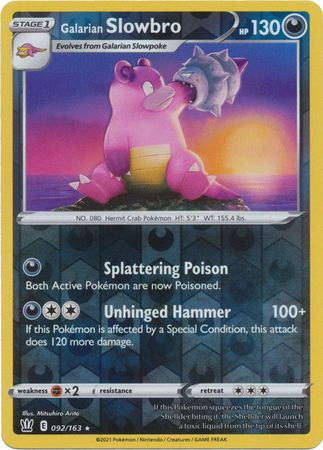 STAGE 1
Galarian Slowbro HP 130
Evolves from Galarian Slowpoke
NO. 080 Hermit Crab Pokémon HT: 5'3" WT: 155.4 lbs.
Splattering Poison
Both Active Pokémon are now Poisoned.
Unhinged Hammer 100+
If this Pokémon is affected by a Special Condition, this attack
does 120 more damage.
weakness ×2 resistance retreat
Illus. Mitsuhiro Arita
E 092/163 ★
If this Pokémon squeezes the tongue of the
Shellder biting it, the Shellder will launch
a toxic liquid from the tip of its shell.
©2021 Pokémon / Nintendo / Creatures / GAME FREAK